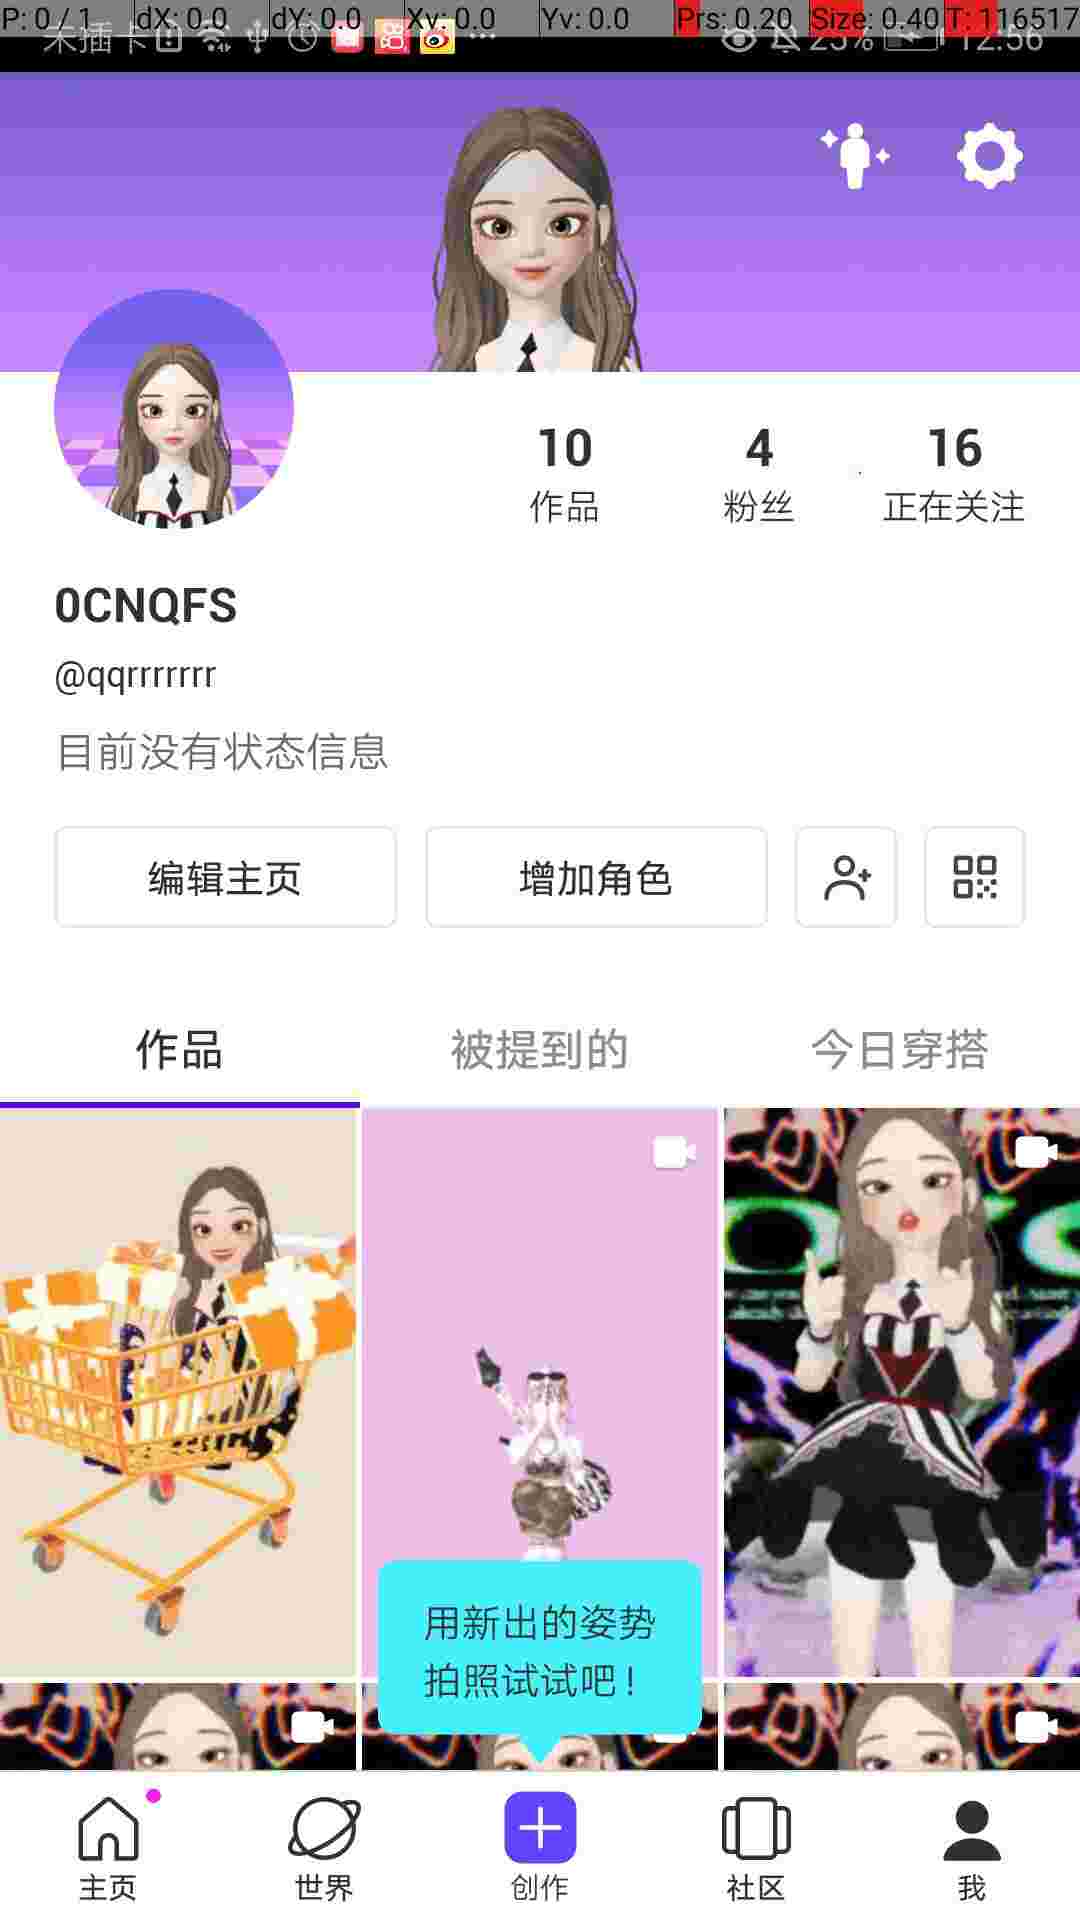 P: 0 / 1 dX: 0.0 dY: 0.0 Xv: 0.0 Yv: 0.0 Prs: 0.20 Size: 0.40 T: 116517
未插卡 25% 12:56
10 4 16
作品 粉丝 正在关注
0CNQFS
@qqrrrrrrr
目前没有状态信息
编辑主页 增加角色
作品 被提到的 今日穿搭
用新出的姿势
拍照试试吧!
主页 世界 创作 社区 我